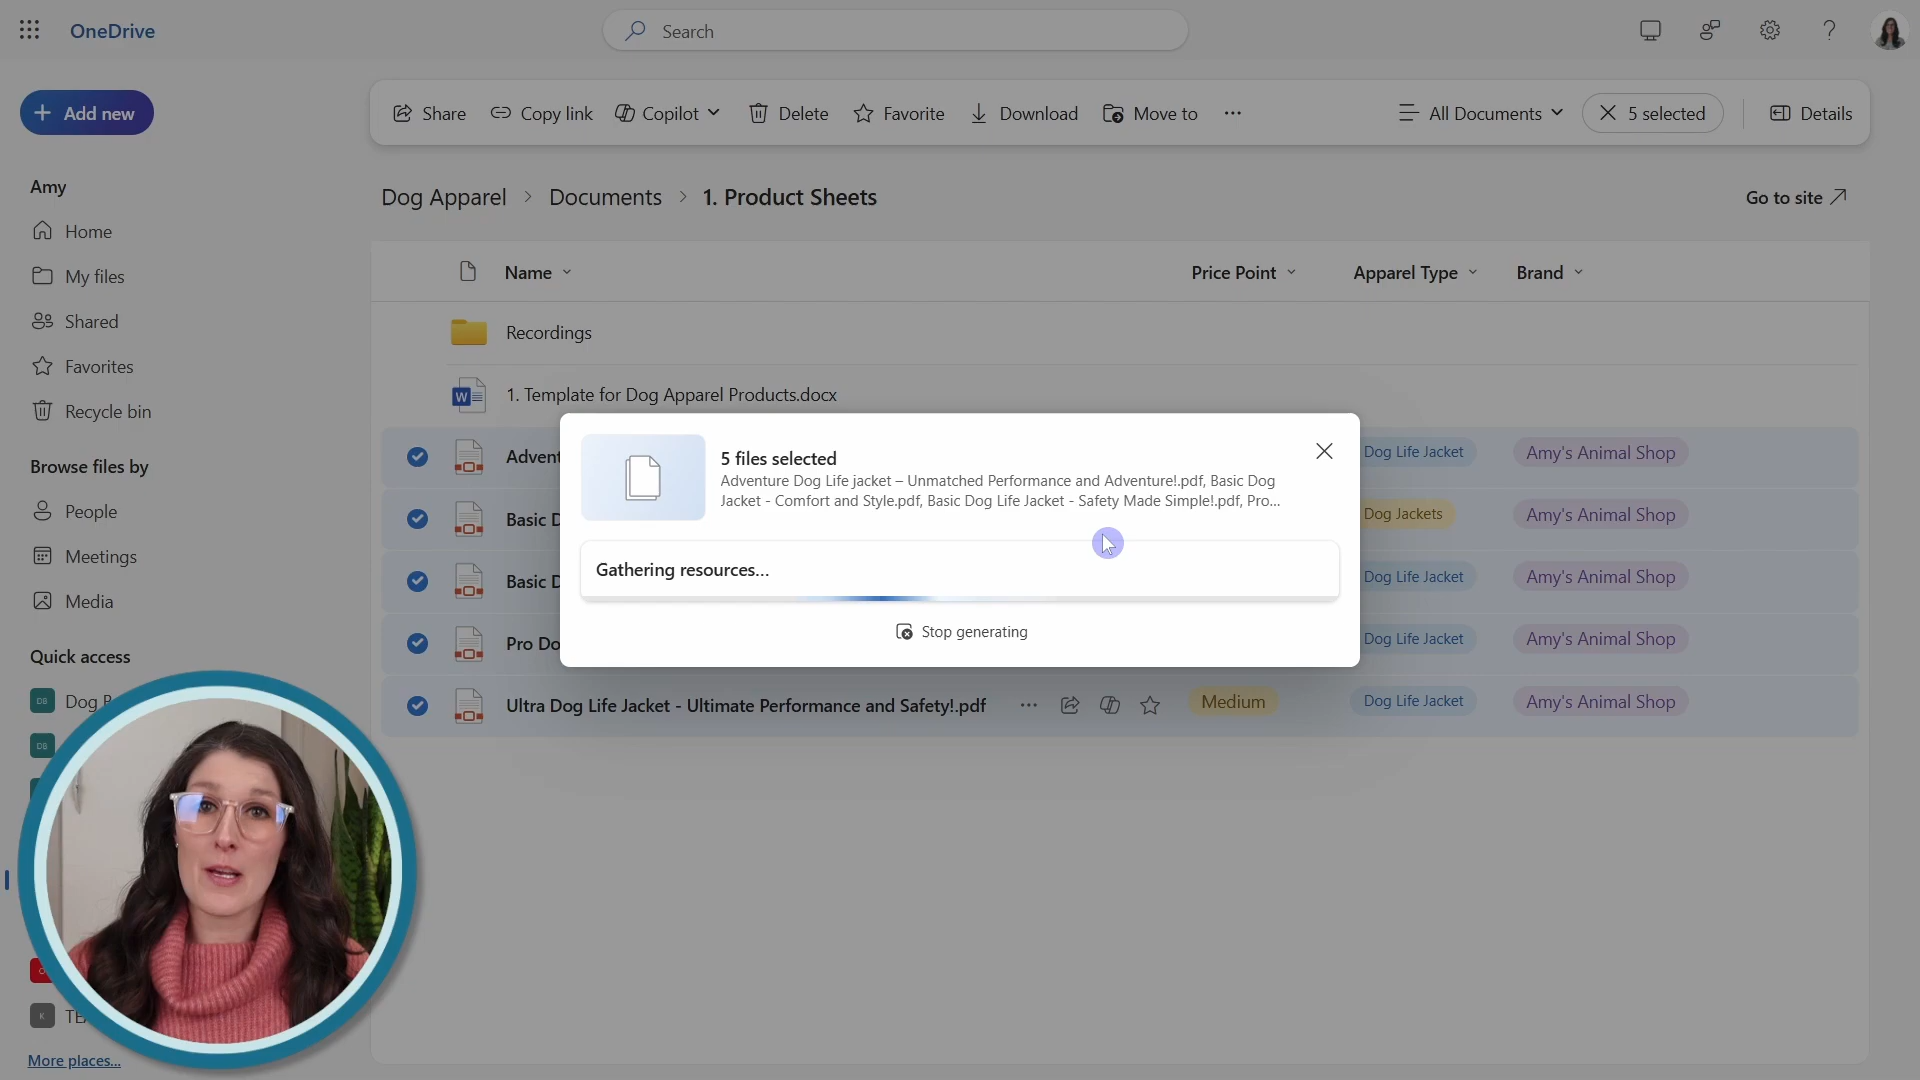 OneDrive
Search
Add new
Share
Copy link
Copilot
Delete
Favorite
Download
Move to
All Documents
5 selected
Details
Amy
Home
My files
Shared
Favorites
Recycle bin
Browse files by
People
Meetings
Media
Quick access
DB
Dog
DB
K
More places...
Dog Apparel > Documents > 1. Product Sheets
Go to site
Name
Price Point
Apparel Type
Brand
Recordings
1. Template for Dog Apparel Products.docx
Dog Life Jacket
Amy's Animal Shop
Basic
Dog Jackets
Amy's Animal Shop
Basic
Dog Life Jacket
Amy's Animal Shop
Pro
Dog Life Jacket
Amy's Animal Shop
Ultra Dog Life Jacket - Ultimate Performance and Safety!.pdf
Medium
Dog Life Jacket
Amy's Animal Shop
5 files selected
Adventure Dog Life jacket – Unmatched Performance and Adventure!.pdf, Basic Dog
Jacket - Comfort and Style.pdf, Basic Dog Life Jacket - Safety Made Simple!.pdf, Pro...
Gathering resources...
Stop generating